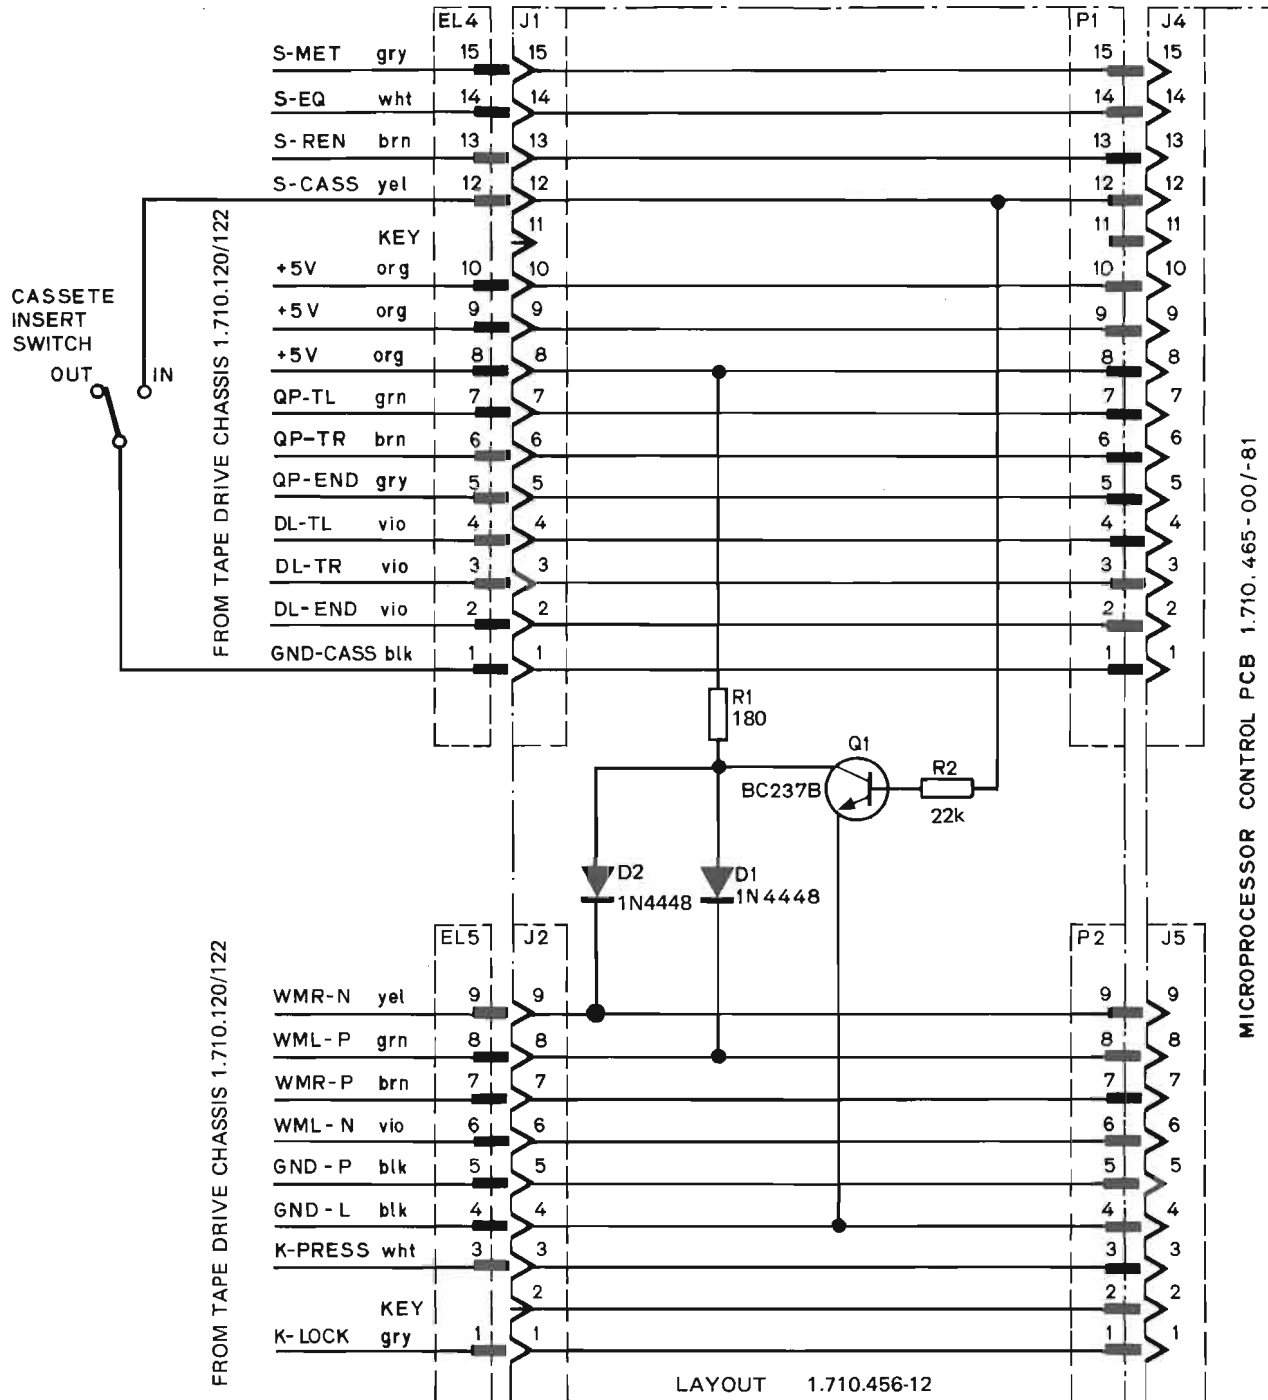 EL4 J1 P1 J4
S-MET gry 15 15 15 15
S-EQ wht 14 14 14 14
S-REN brn 13 13 13 13
S-CASS yel 12 12 12 12
KEY 11 11 11
+5V org 10 10 10 10
+5V org 9 9 9 9
+5V org 8 8 8 8
QP-TL grn 7 7 7 7
QP-TR brn 6 6 6 6
QP-END gry 5 5 5 5
DL-TL vio 4 4 4 4
DL-TR vio 3 3 3 3
DL-END vio 2 2 2 2
GND-CASS blk 1 1 1 1
CASSETE
INSERT
SWITCH
OUT IN
FROM TAPE DRIVE CHASSIS 1.710.120/122
R1
180
Q1
BC237B
R2
22k
D2
1N4448
D1
1N4448
MICROPROCESSOR CONTROL PCB 1.710.465-00/-81
EL5 J2 P2 J5
WMR-N yel 9 9 9 9
WML-P grn 8 8 8 8
WMR-P brn 7 7 7 7
WML-N vio 6 6 6 6
GND-P blk 5 5 5 5
GND-L blk 4 4 4 4
K-PRESS wht 3 3 3 3
KEY 2 2 2
K-LOCK gry 1 1 1 1
FROM TAPE DRIVE CHASSIS 1.710.120/122
LAYOUT 1.710.456-12